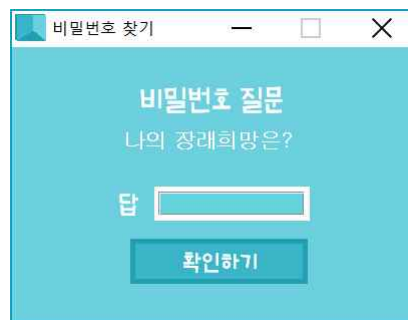 비밀번호 찾기
비밀번호 질문
나의 장래희망은?
답
확인하기